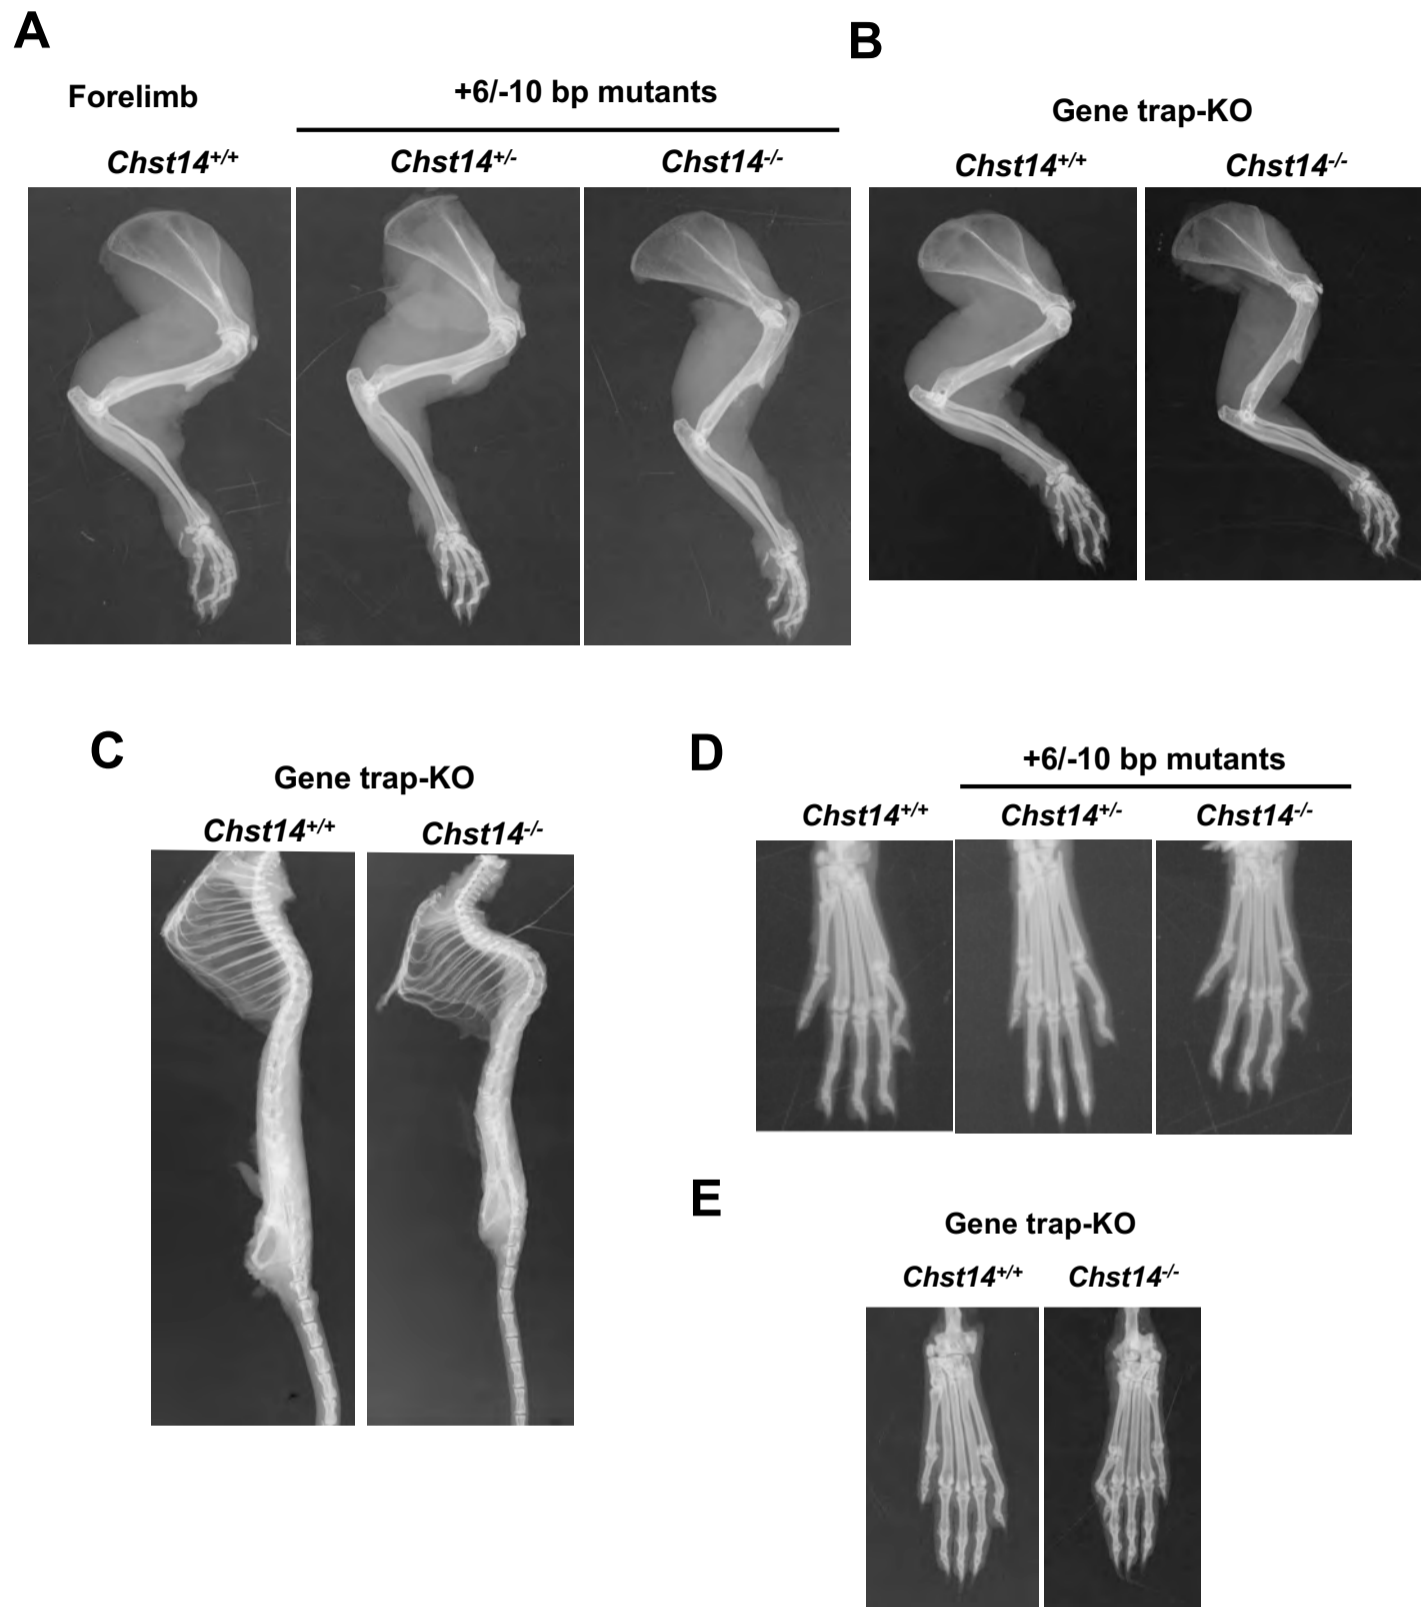 A
B
Forelimb
+6/-10 bp mutants
Gene trap-KO
Chst14+/+
Chst14+/-
Chst14-/-
Chst14+/+
Chst14-/-
C
D
Gene trap-KO
+6/-10 bp mutants
Chst14+/+
Chst14-/-
Chst14+/+
Chst14+/-
Chst14-/-
E
Gene trap-KO
Chst14+/+
Chst14-/-